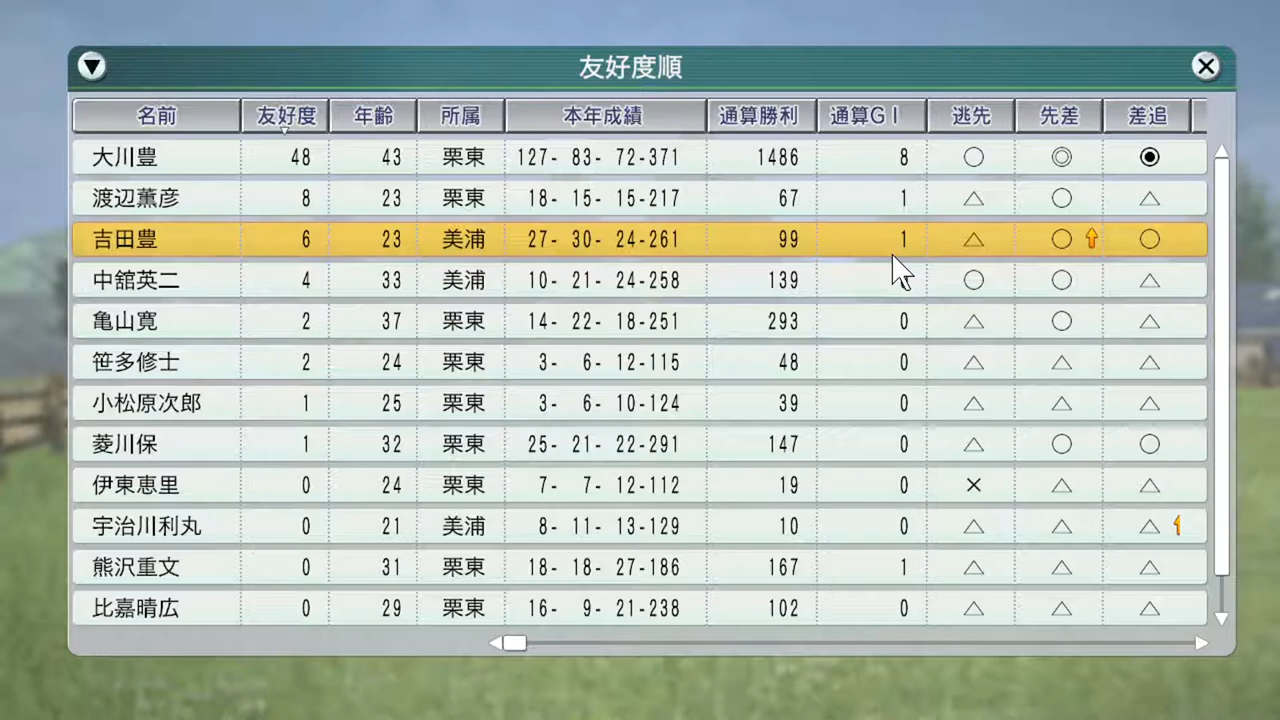 友好度順
名前 友好度 年齢 所属 本年成績 通算勝利 通算GⅠ 逃先 先差 差追
大川豊 48 43 栗東 127- 83- 72-371 1486 8 ○ ◎ ◉
渡辺薫彦 8 23 栗東 18- 15- 15-217 67 1 △ ○ △
吉田豊 6 23 美浦 27- 30- 24-261 99 1 △ ○ ○
中舘英二 4 33 美浦 10- 21- 24-258 139 ○ ○ △
亀山寛 2 37 栗東 14- 22- 18-251 293 0 △ ○ △
笹多修士 2 24 栗東 3- 6- 12-115 48 0 △ △ △
小松原次郎 1 25 栗東 3- 6- 10-124 39 0 △ △ △
菱川保 1 32 栗東 25- 21- 22-291 147 0 △ ○ ○
伊東恵里 0 24 栗東 7- 7- 12-112 19 0 × △ △
宇治川利丸 0 21 美浦 8- 11- 13-129 10 0 △ △ △
熊沢重文 0 31 栗東 18- 18- 27-186 167 1 △ △ △
比嘉晴広 0 29 栗東 16- 9- 21-238 102 0 △ △ △